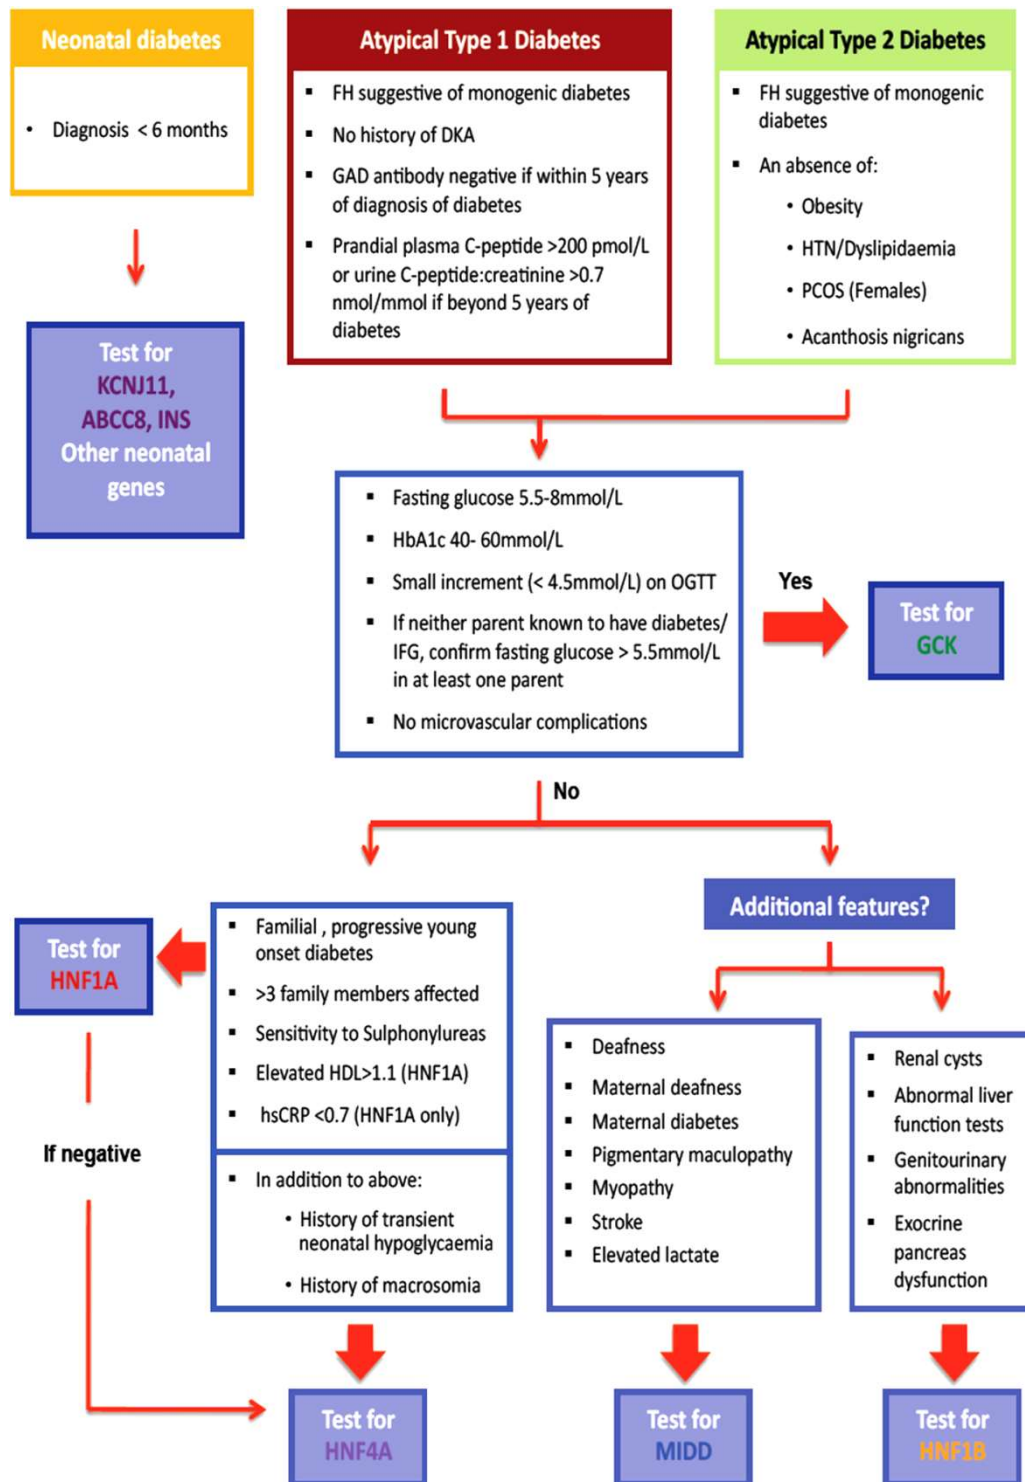 Neonatal diabetes
• Diagnosis < 6 months
Test for
KCNJ11,
ABCC8, INS
Other neonatal
genes
Atypical Type 1 Diabetes
▪ FH suggestive of monogenic diabetes
▪ No history of DKA
▪ GAD antibody negative if within 5 years
of diagnosis of diabetes
▪ Prandial plasma C-peptide >200 pmol/L
or urine C-peptide:creatinine >0.7
nmol/mmol if beyond 5 years of
diabetes
Atypical Type 2 Diabetes
▪ FH suggestive of monogenic
diabetes
▪ An absence of:
• Obesity
• HTN/Dyslipidaemia
• PCOS (Females)
• Acanthosis nigricans
▪ Fasting glucose 5.5-8mmol/L
▪ HbA1c 40- 60mmol/L
▪ Small increment (< 4.5mmol/L) on OGTT
▪ If neither parent known to have diabetes/
IFG, confirm fasting glucose > 5.5mmol/L
in at least one parent
▪ No microvascular complications
Yes
Test for
GCK
No
Test for
HNF1A
If negative
▪ Familial , progressive young
onset diabetes
▪ >3 family members affected
▪ Sensitivity to Sulphonylureas
▪ Elevated HDL>1.1 (HNF1A)
▪ hsCRP <0.7 (HNF1A only)
▪ In addition to above:
• History of transient
neonatal hypoglycaemia
• History of macrosomia
Test for
HNF4A
Additional features?
▪ Deafness
▪ Maternal deafness
▪ Maternal diabetes
▪ Pigmentary maculopathy
▪ Myopathy
▪ Stroke
▪ Elevated lactate
Test for
MIDD
▪ Renal cysts
▪ Abnormal liver
function tests
▪ Genitourinary
abnormalities
▪ Exocrine
pancreas
dysfunction
Test for
HNF1B